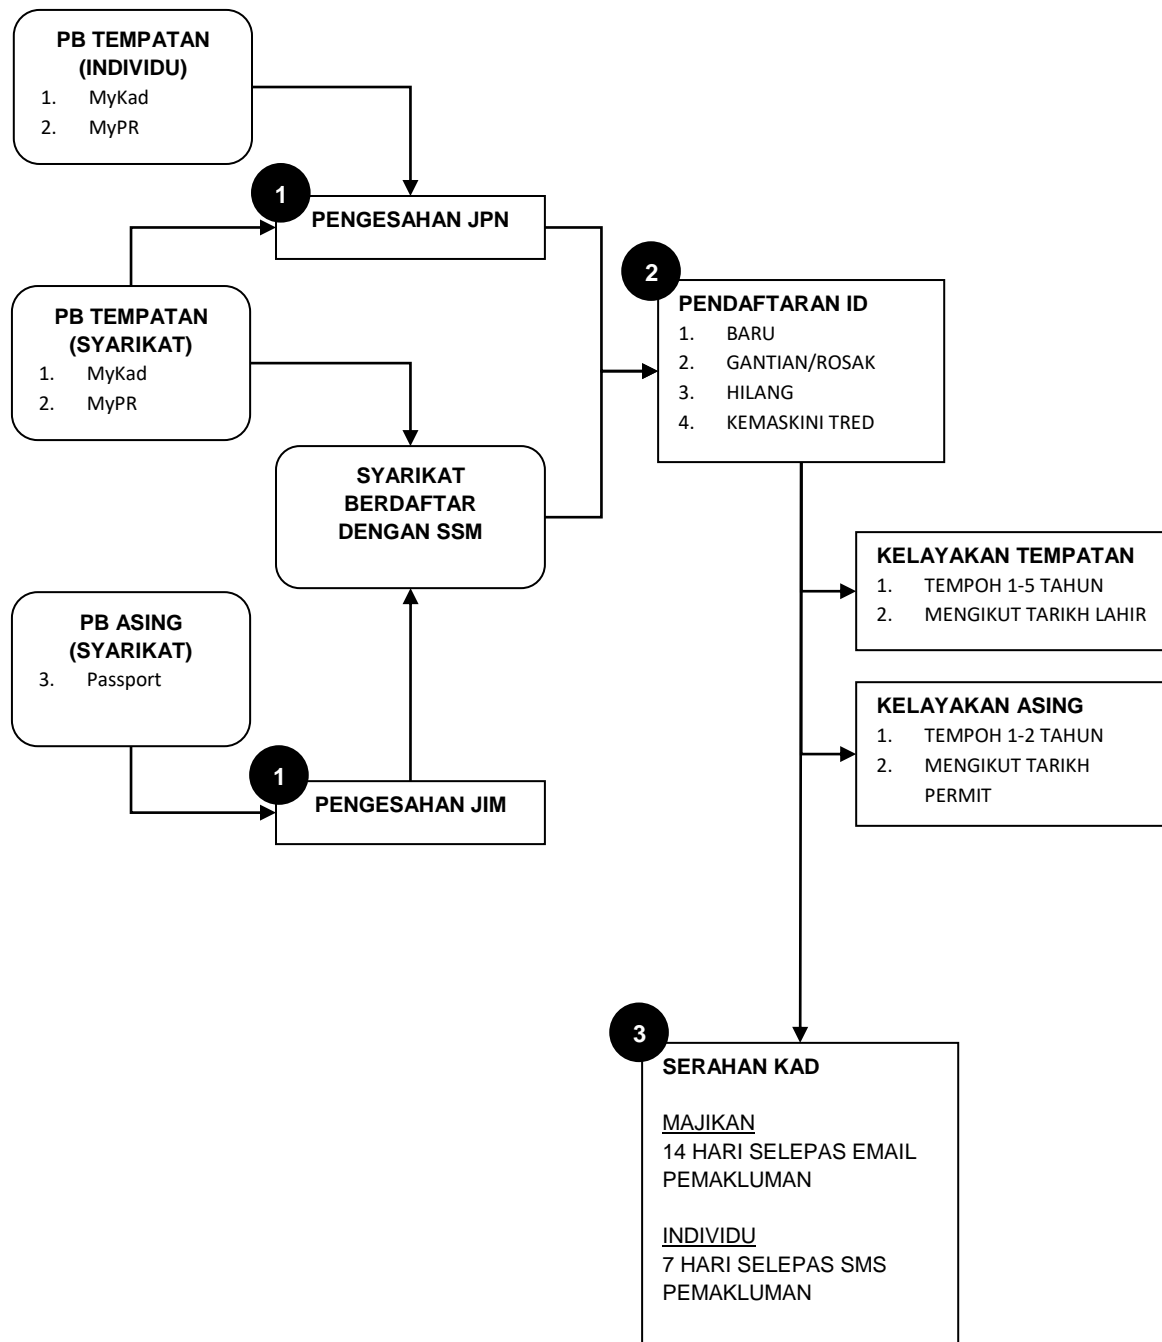 PB TEMPATAN
(INDIVIDU)
1. MyKad
2. MyPR
1
PENGESAHAN JPN
PB TEMPATAN
(SYARIKAT)
1. MyKad
2. MyPR
2
PENDAFTARAN ID
1. BARU
2. GANTIAN/ROSAK
3. HILANG
4. KEMASKINI TRED
SYARIKAT
BERDAFTAR
DENGAN SSM
KELAYAKAN TEMPATAN
1. TEMPOH 1-5 TAHUN
2. MENGIKUT TARIKH LAHIR
PB ASING
(SYARIKAT)
3. Passport
KELAYAKAN ASING
1. TEMPOH 1-2 TAHUN
2. MENGIKUT TARIKH
PERMIT
1
PENGESAHAN JIM
3
SERAHAN KAD
MAJIKAN
14 HARI SELEPAS EMAIL
PEMAKLUMAN
INDIVIDU
7 HARI SELEPAS SMS
PEMAKLUMAN